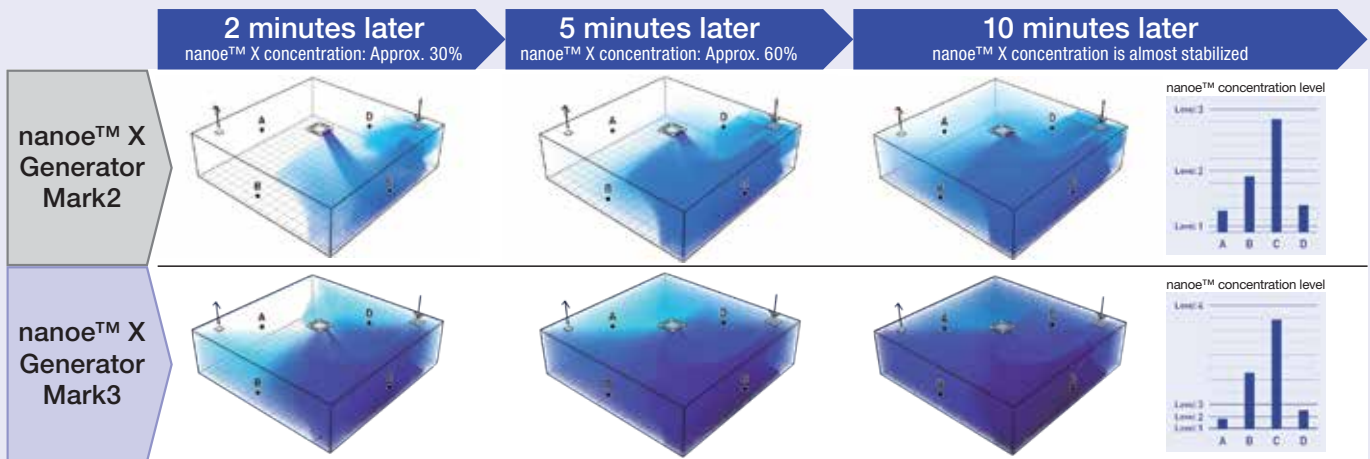 2 minutes later
nanoe™ X concentration: Approx. 30%
5 minutes later
nanoe™ X concentration: Approx. 60%
10 minutes later
nanoe™ X concentration is almost stabilized
nanoe™ X
Generator
Mark2
A
D
B
A
D
B
A
D
B
nanoe™ concentration level
Level 3
Level 2
Level 1
A B C D
nanoe™ X
Generator
Mark3
A
D
B
A
D
B
A
nanoe™ concentration level
Level 4
Level 3
Level 2
Level 1
A B C D